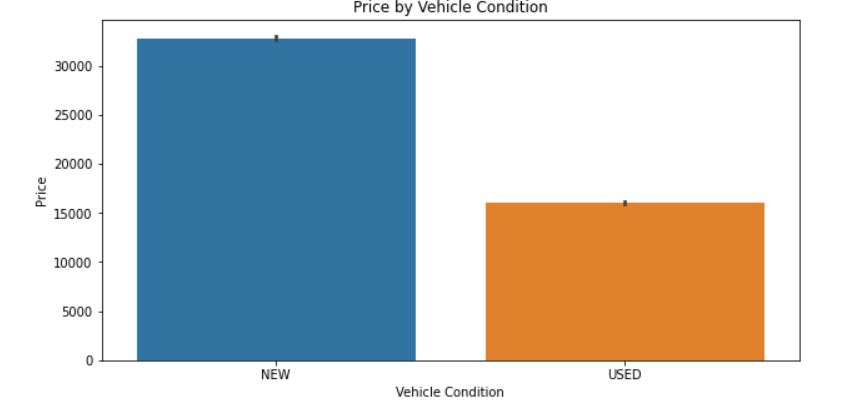 Price by Vehicle Condition
30000
25000
20000
15000
10000
5000
0
Price
NEW
USED
Vehicle Condition